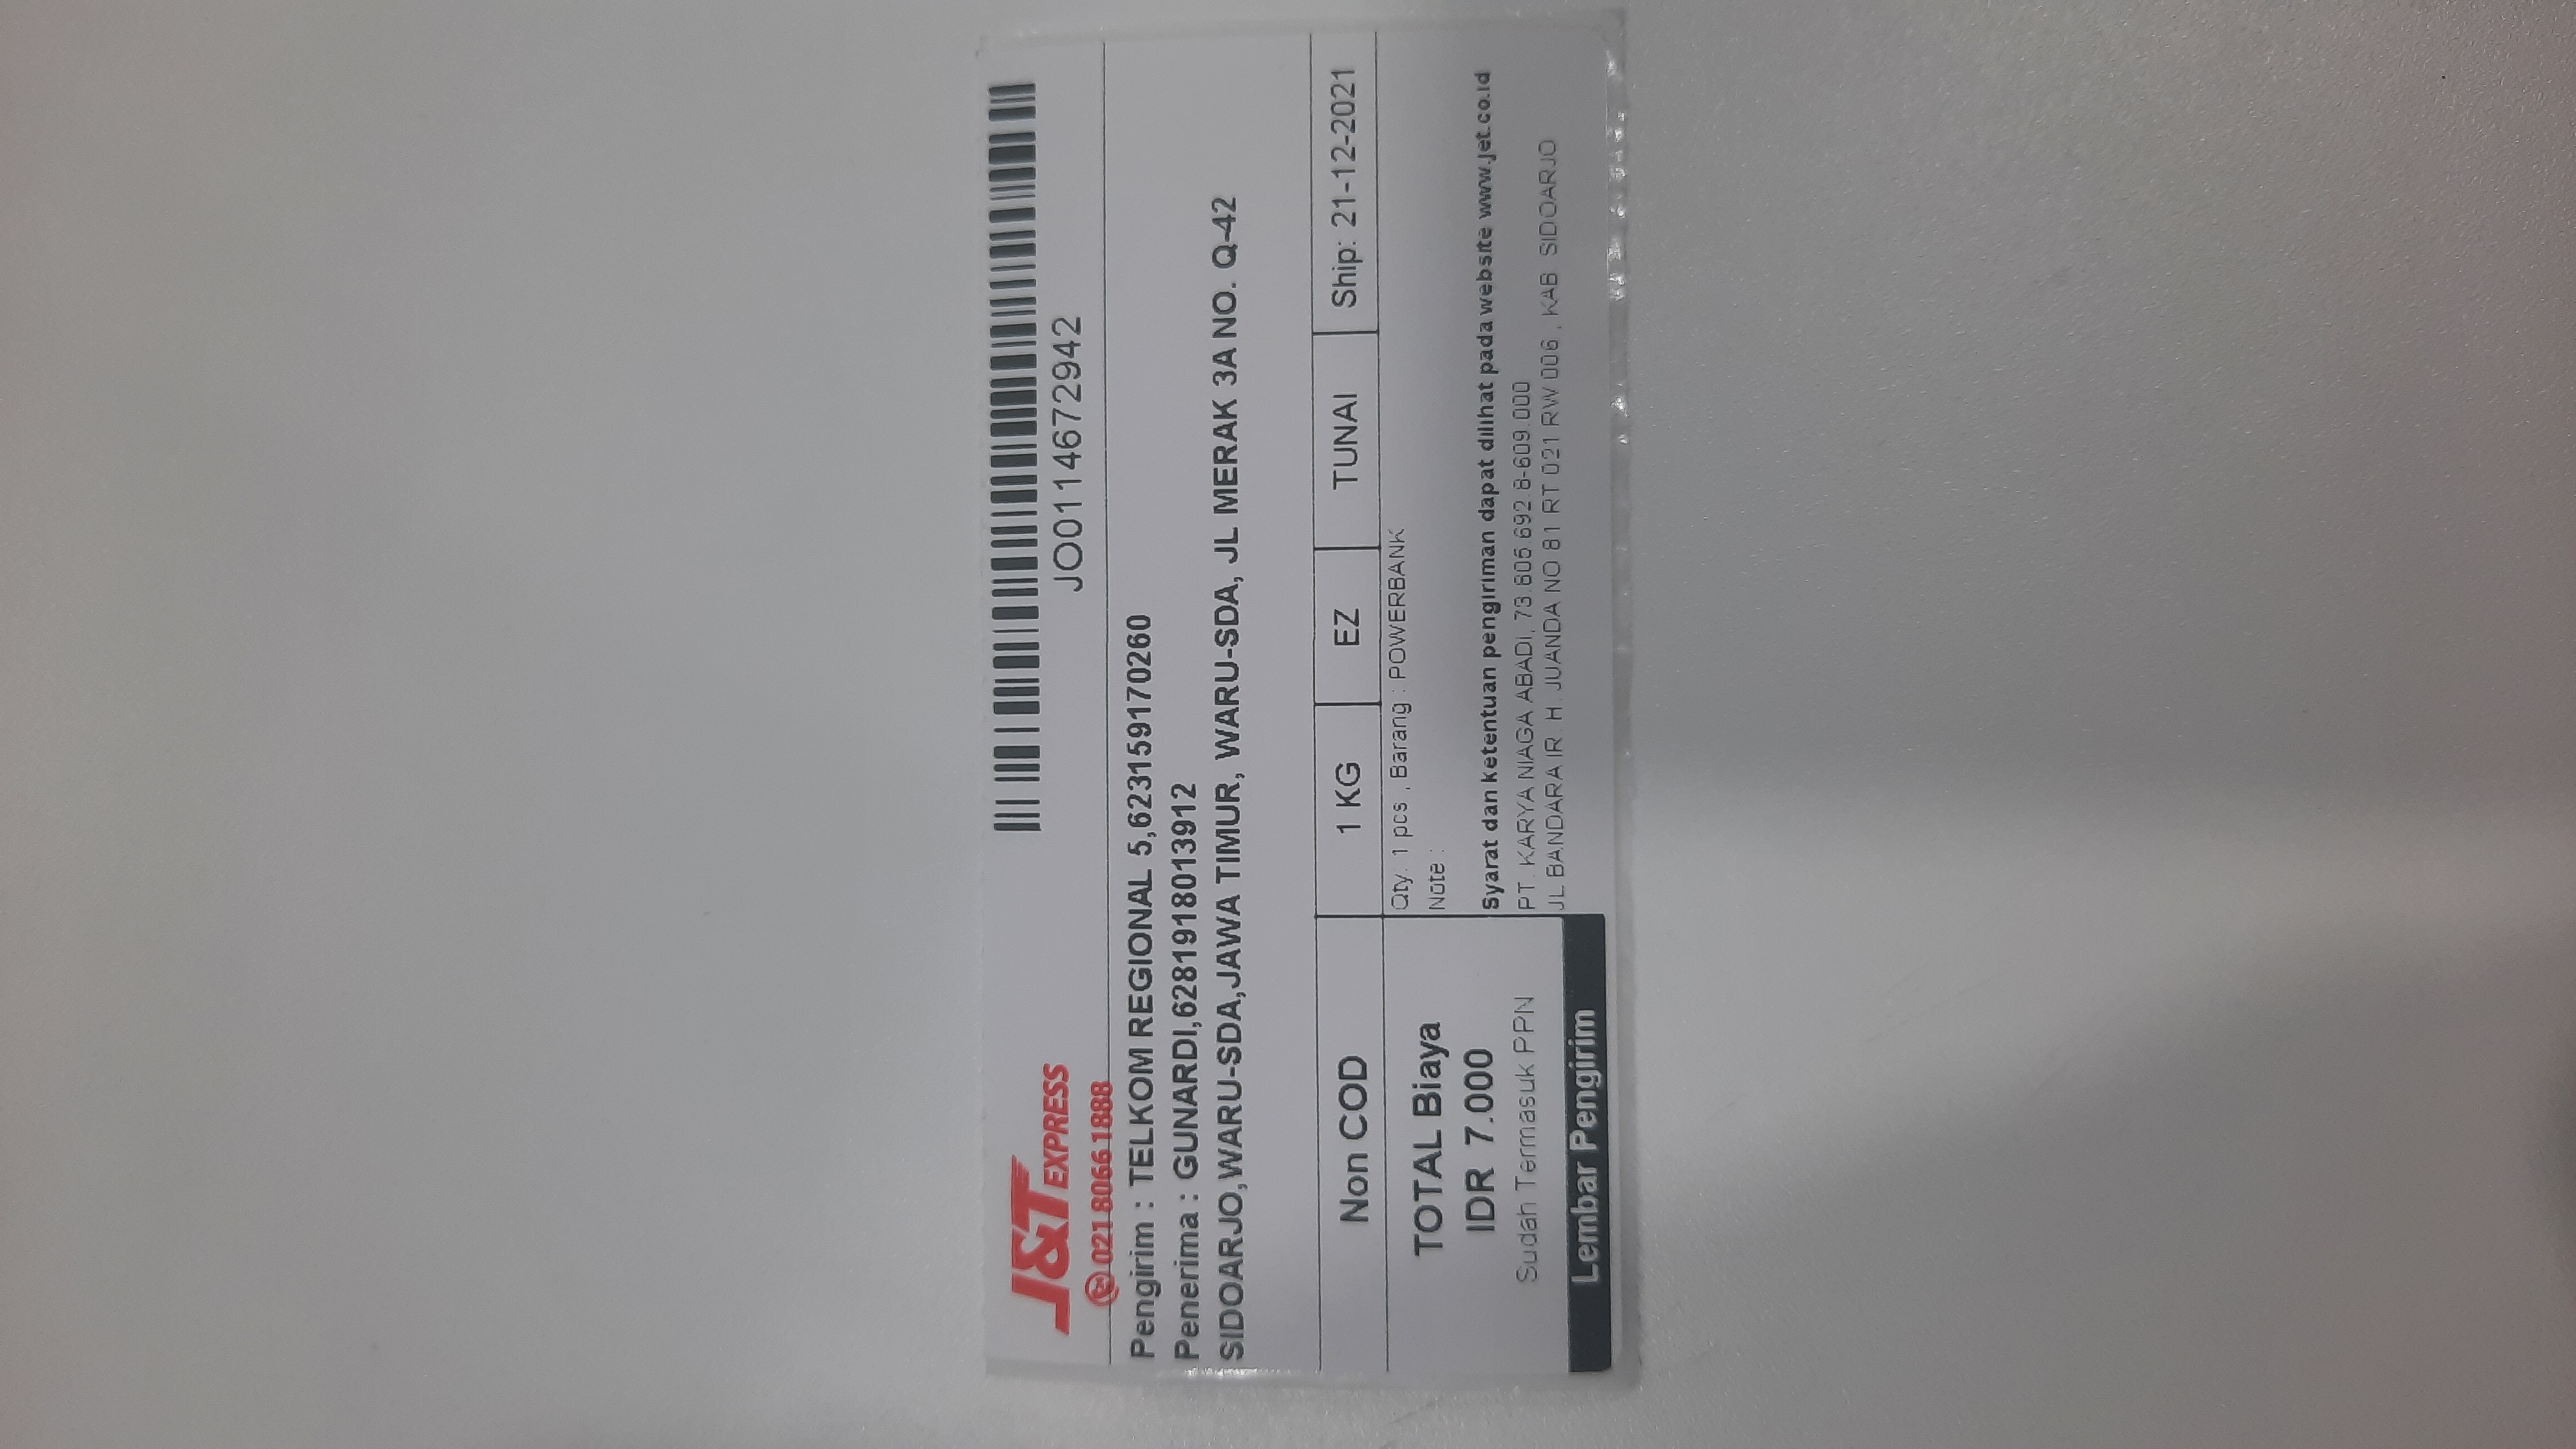 J&T EXPRESS
JO0114672942
021 8066 1888
Pengirim : TELKOM REGIONAL 5,623159170260
Penerima : GUNARDI,6281918013912
SIDOARJO,WARU-SDA,JAWA TIMUR, WARU-SDA, JL MERAK 3A NO. Q-42
Non COD 1 KG EZ TUNAI Ship: 21-12-2021
TOTAL Biaya
IDR 7.000
Sudah Termasuk PPN
Lembar Pengirim
Qty. 1 pcs , Barang : POWERBANK
Note :
Syarat dan ketentuan pengiriman dapat dilihat pada website www.jet.co.id
PT. KARYA NIAGA ABADI, 73.805.692.8-609.000
JL BANDARA IR. H. JUANDA NO 81 RT 021 RW 006 , KAB. SIDOARJO